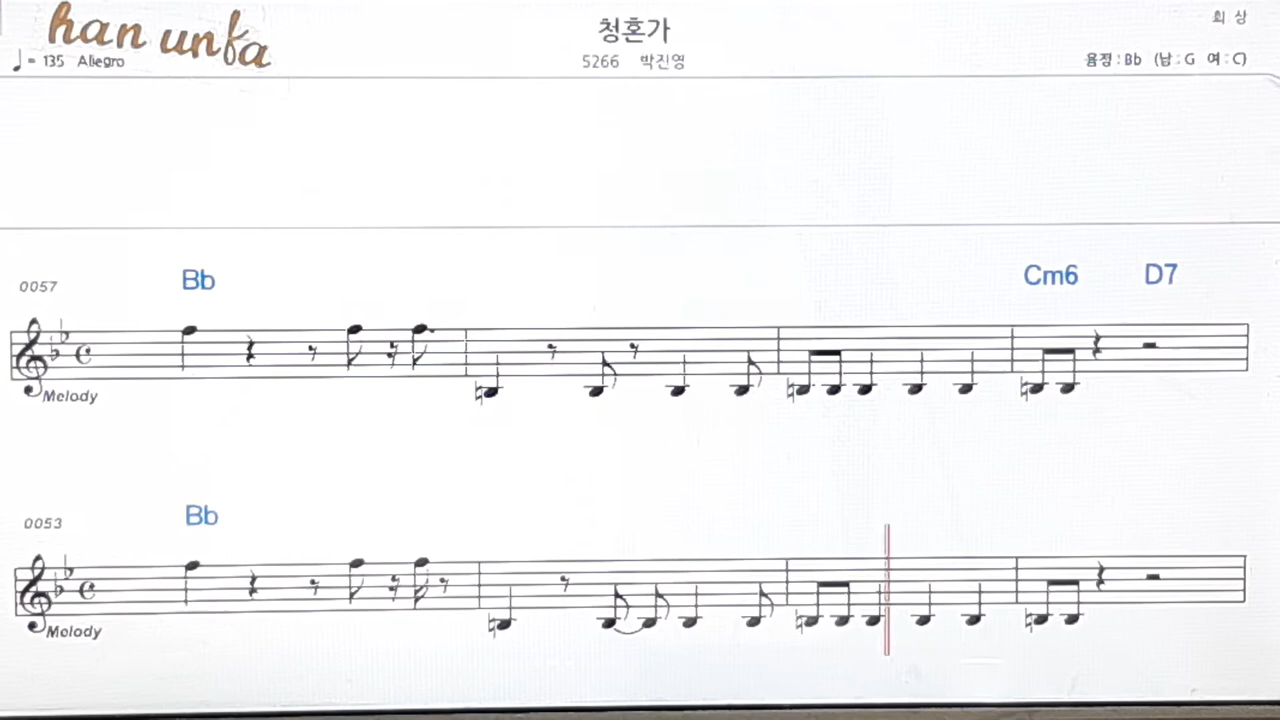 han unfa
청혼가
희 상
♩= 135 Allegro
5266 박진영
음정 : Bb (남 : G 여 : C)
0057
Bb
Cm6 D7
Melody
0053
Bb
Melody